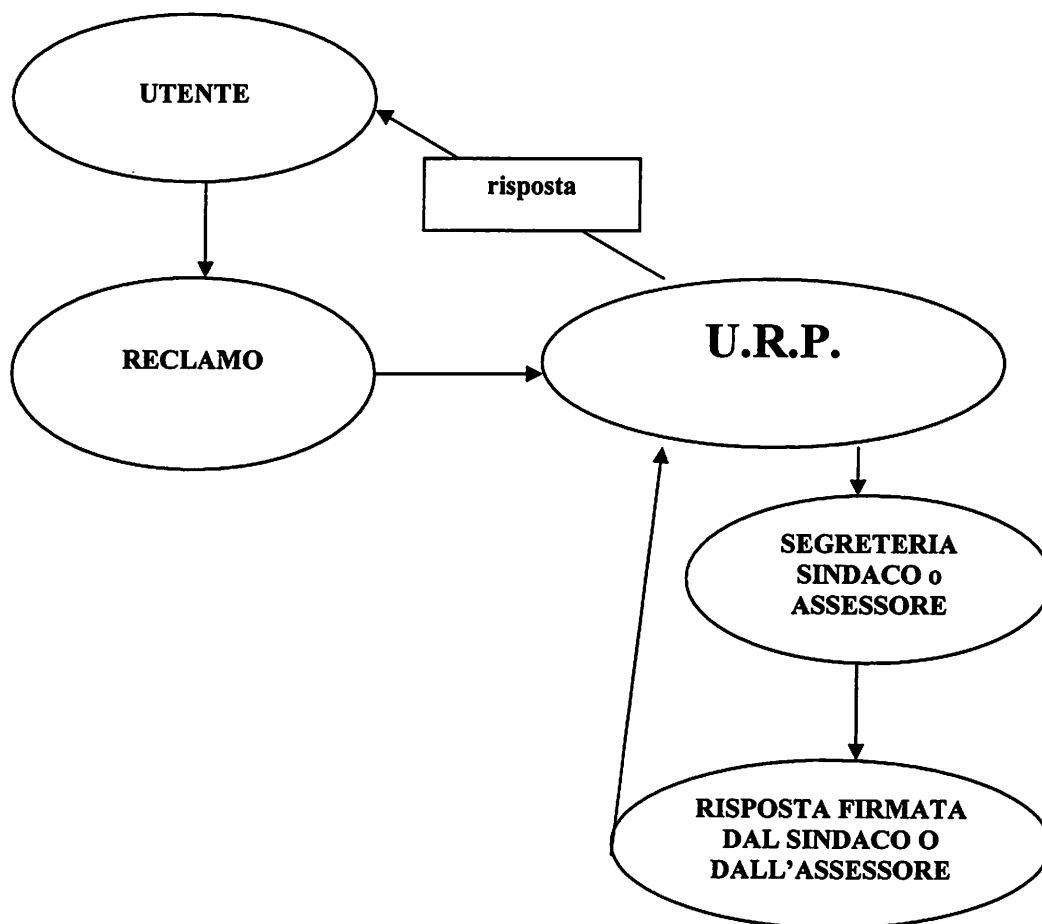 UTENTE
risposta
RECLAMO
U.R.P.
SEGRETERIA
SINDACO o
ASSESSORE
RISPOSTA FIRMATA
DAL SINDACO O
DALL'ASSESSORE